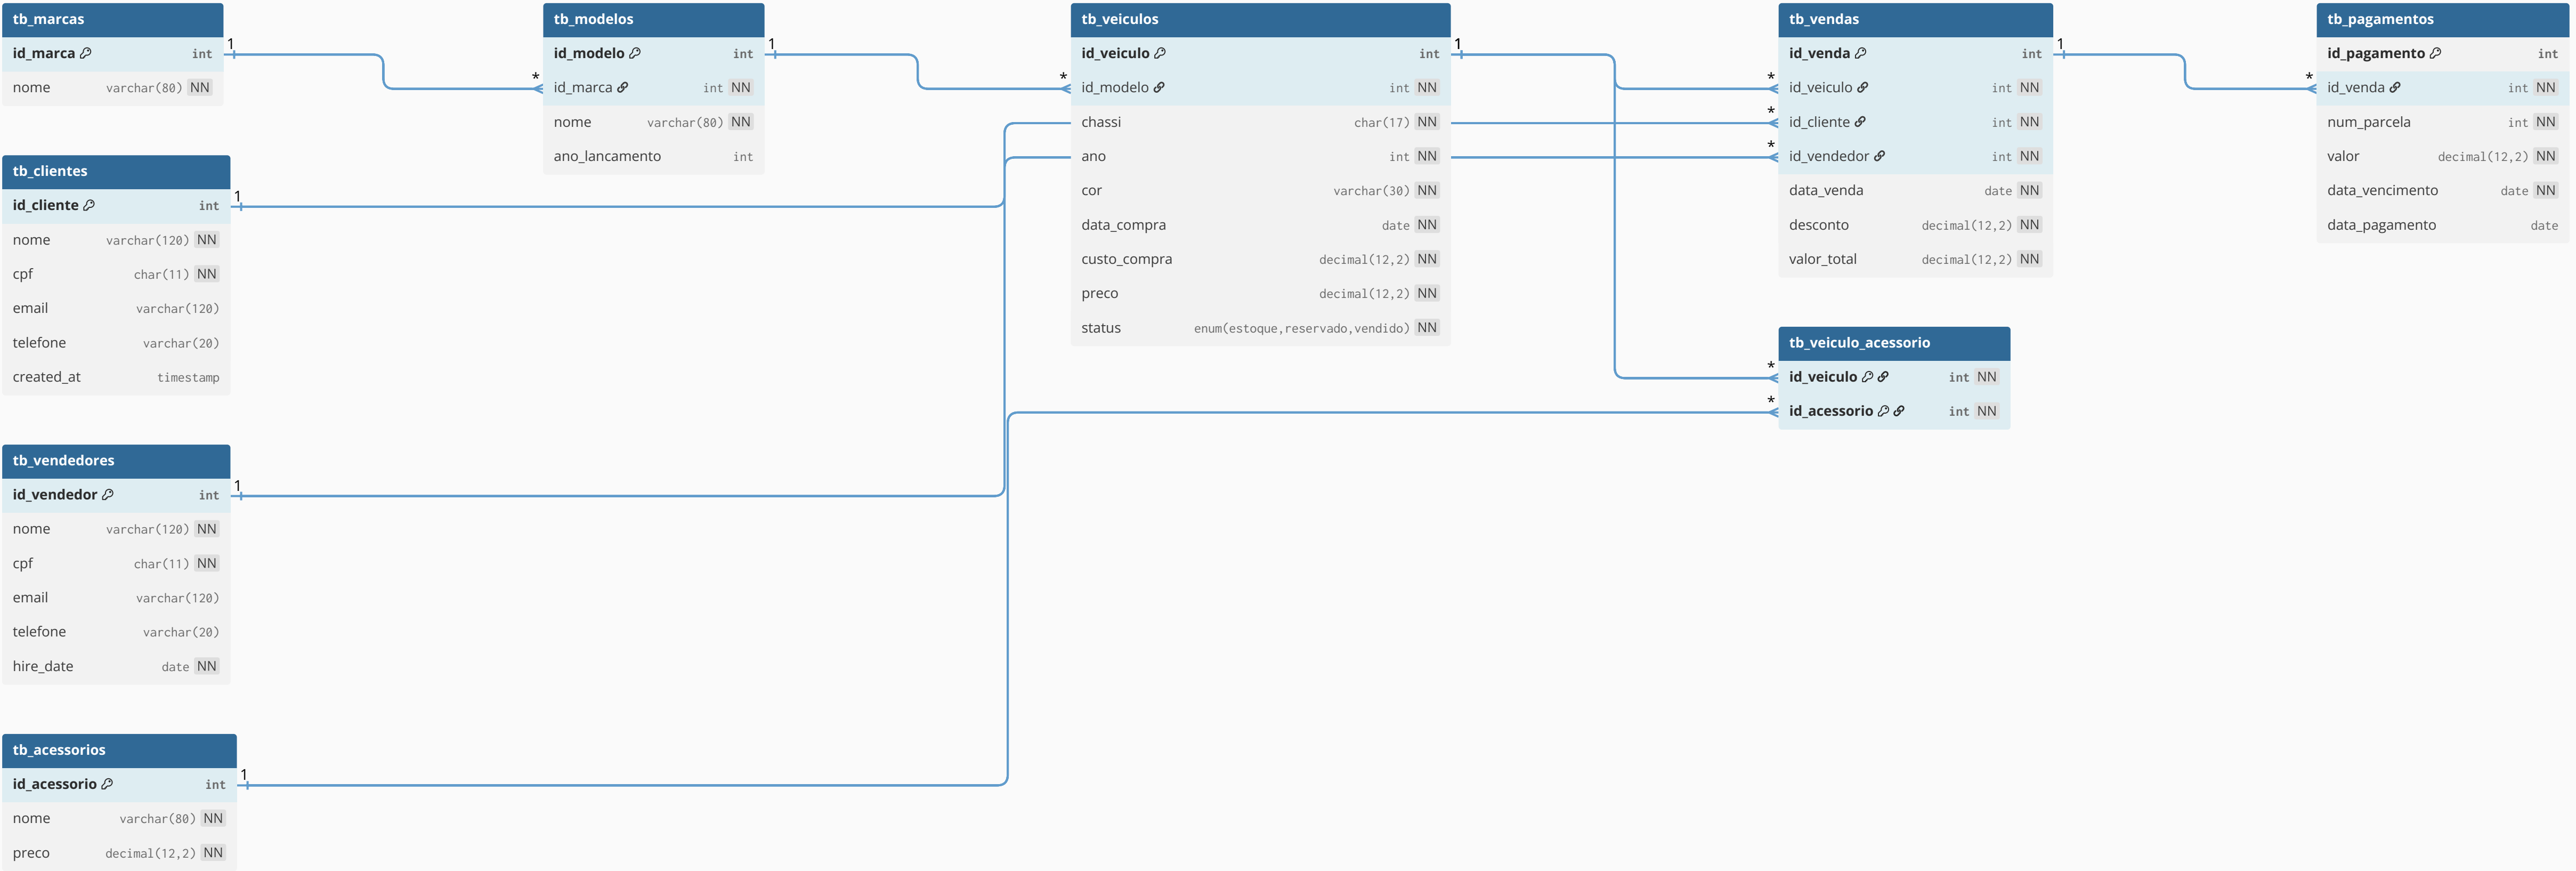 tb_marcas
id_marca int
nome varchar(80) NN
1
*
tb_modelos
id_modelo int
id_marca int NN
nome varchar(80) NN
ano_lancamento int
1
*
tb_veiculos
id_veiculo int
id_modelo int NN
chassi char(17) NN
ano int NN
cor varchar(30) NN
data_compra date NN
custo_compra decimal(12,2) NN
preco decimal(12,2) NN
status enum(estoque,reservado,vendido) NN
1
*
*
*
tb_vendas
id_venda int
id_veiculo int NN
id_cliente int NN
id_vendedor int NN
data_venda date NN
desconto decimal(12,2) NN
valor_total decimal(12,2) NN
1
*
tb_pagamentos
id_pagamento int
id_venda int NN
num_parcela int NN
valor decimal(12,2) NN
data_vencimento date NN
data_pagamento date
tb_clientes
id_cliente int
nome varchar(120) NN
cpf char(11) NN
email varchar(120)
telefone varchar(20)
created_at timestamp
1
*
*
tb_veiculo_acessorio
id_veiculo int NN
id_acessorio int NN
tb_vendedores
id_vendedor int
nome varchar(120) NN
cpf char(11) NN
email varchar(120)
telefone varchar(20)
hire_date date NN
1
tb_acessorios
id_acessorio int
nome varchar(80) NN
preco decimal(12,2) NN
1